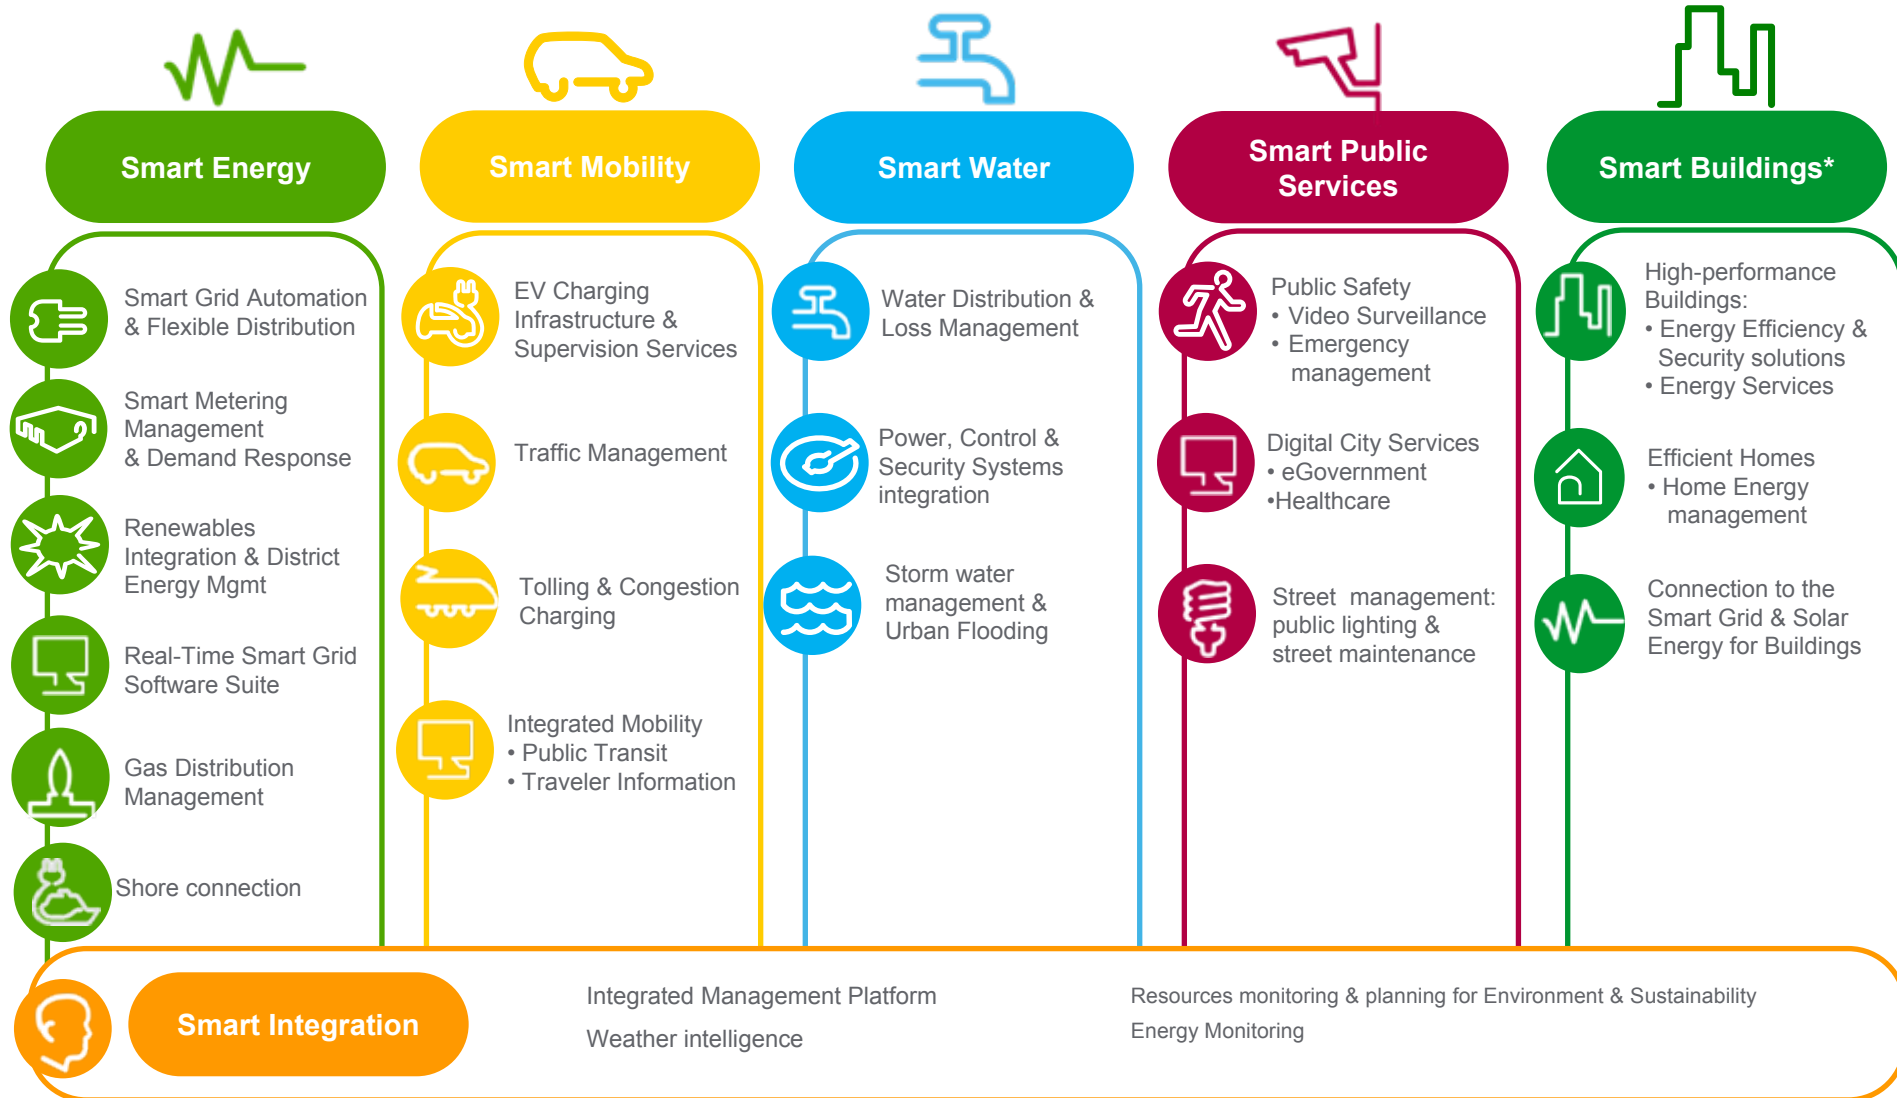 Smart Energy
Smart Grid Automation
& Flexible Distribution
Smart Metering
Management
& Demand Response
Renewables
Integration & District
Energy Mgmt
Real-Time Smart Grid
Software Suite
Gas Distribution
Management
Shore connection
Smart Mobility
EV Charging
Infrastructure &
Supervision Services
Traffic Management
Tolling & Congestion
Charging
Integrated Mobility
• Public Transit
• Traveler Information
Smart Water
Water Distribution &
Loss Management
Power, Control &
Security Systems
integration
Storm water
management &
Urban Flooding
Smart Public
Services
Public Safety
• Video Surveillance
• Emergency
management
Digital City Services
• eGovernment
•Healthcare
Street management:
public lighting &
street maintenance
Smart Buildings*
High-performance
Buildings:
• Energy Efficiency &
Security solutions
• Energy Services
Efficient Homes
• Home Energy
management
Connection to the
Smart Grid & Solar
Energy for Buildings
Smart Integration
Integrated Management Platform
Weather intelligence
Resources monitoring & planning for Environment & Sustainability
Energy Monitoring